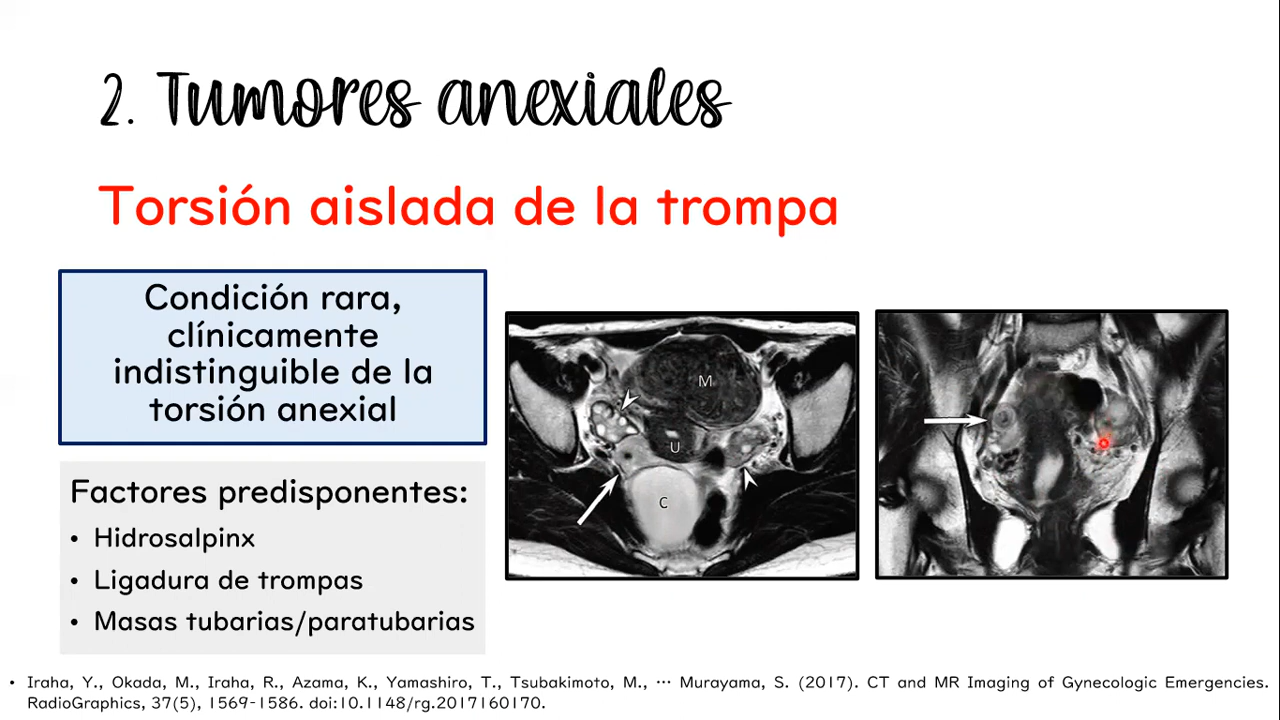 2. Tumores anexiales
Torsión aislada de la trompa
Condición rara,
clínicamente
indistinguible de la
torsión anexial
Factores predisponentes:
• Hidrosalpinx
• Ligadura de trompas
• Masas tubarias/paratubarias
M
U
C
• Iraha, Y., Okada, M., Iraha, R., Azama, K., Yamashiro, T., Tsubakimoto, M., … Murayama, S. (2017). CT and MR Imaging of Gynecologic Emergencies.
RadioGraphics, 37(5), 1569-1586. doi:10.1148/rg.2017160170.